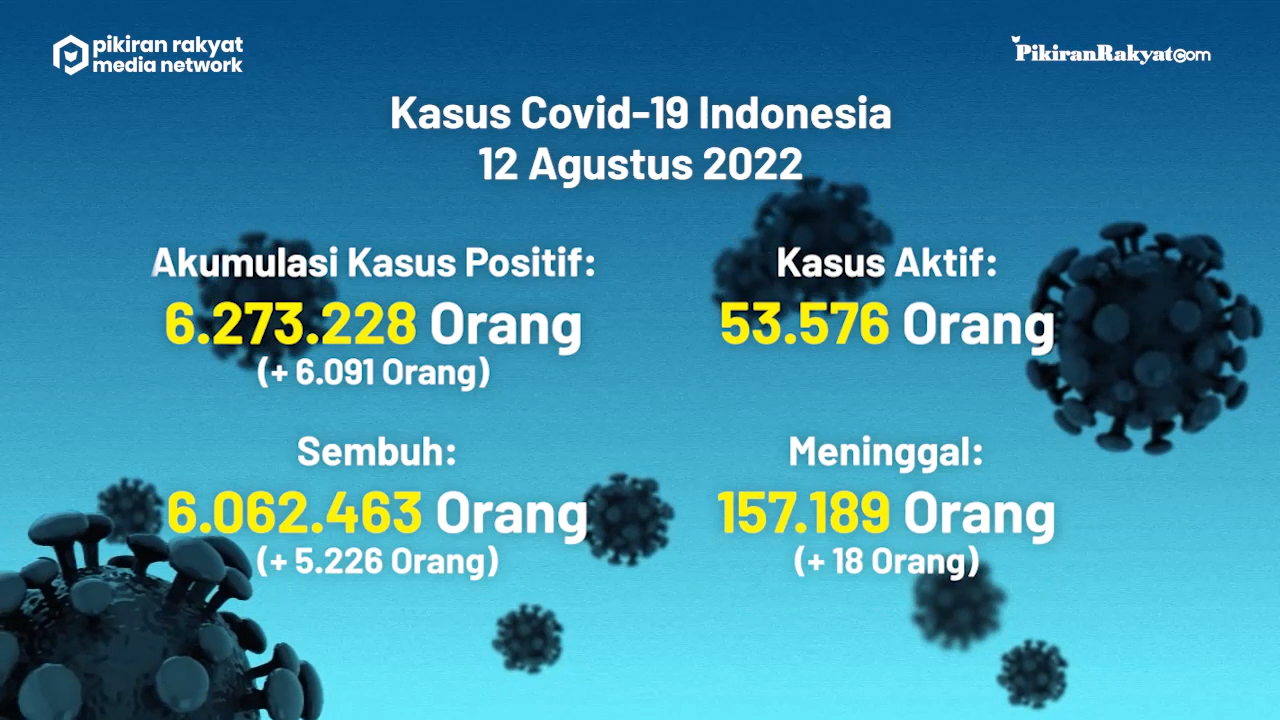 pikiran rakyat
media network
PikiranRakyatcom
Kasus Covid-19 Indonesia
12 Agustus 2022
Akumulasi Kasus Positif:
6.273.228 Orang
(+ 6.091 Orang)
Kasus Aktif:
53.576 Orang
Sembuh:
6.062.463 Orang
(+ 5.226 Orang)
Meninggal:
157.189 Orang
(+ 18 Orang)